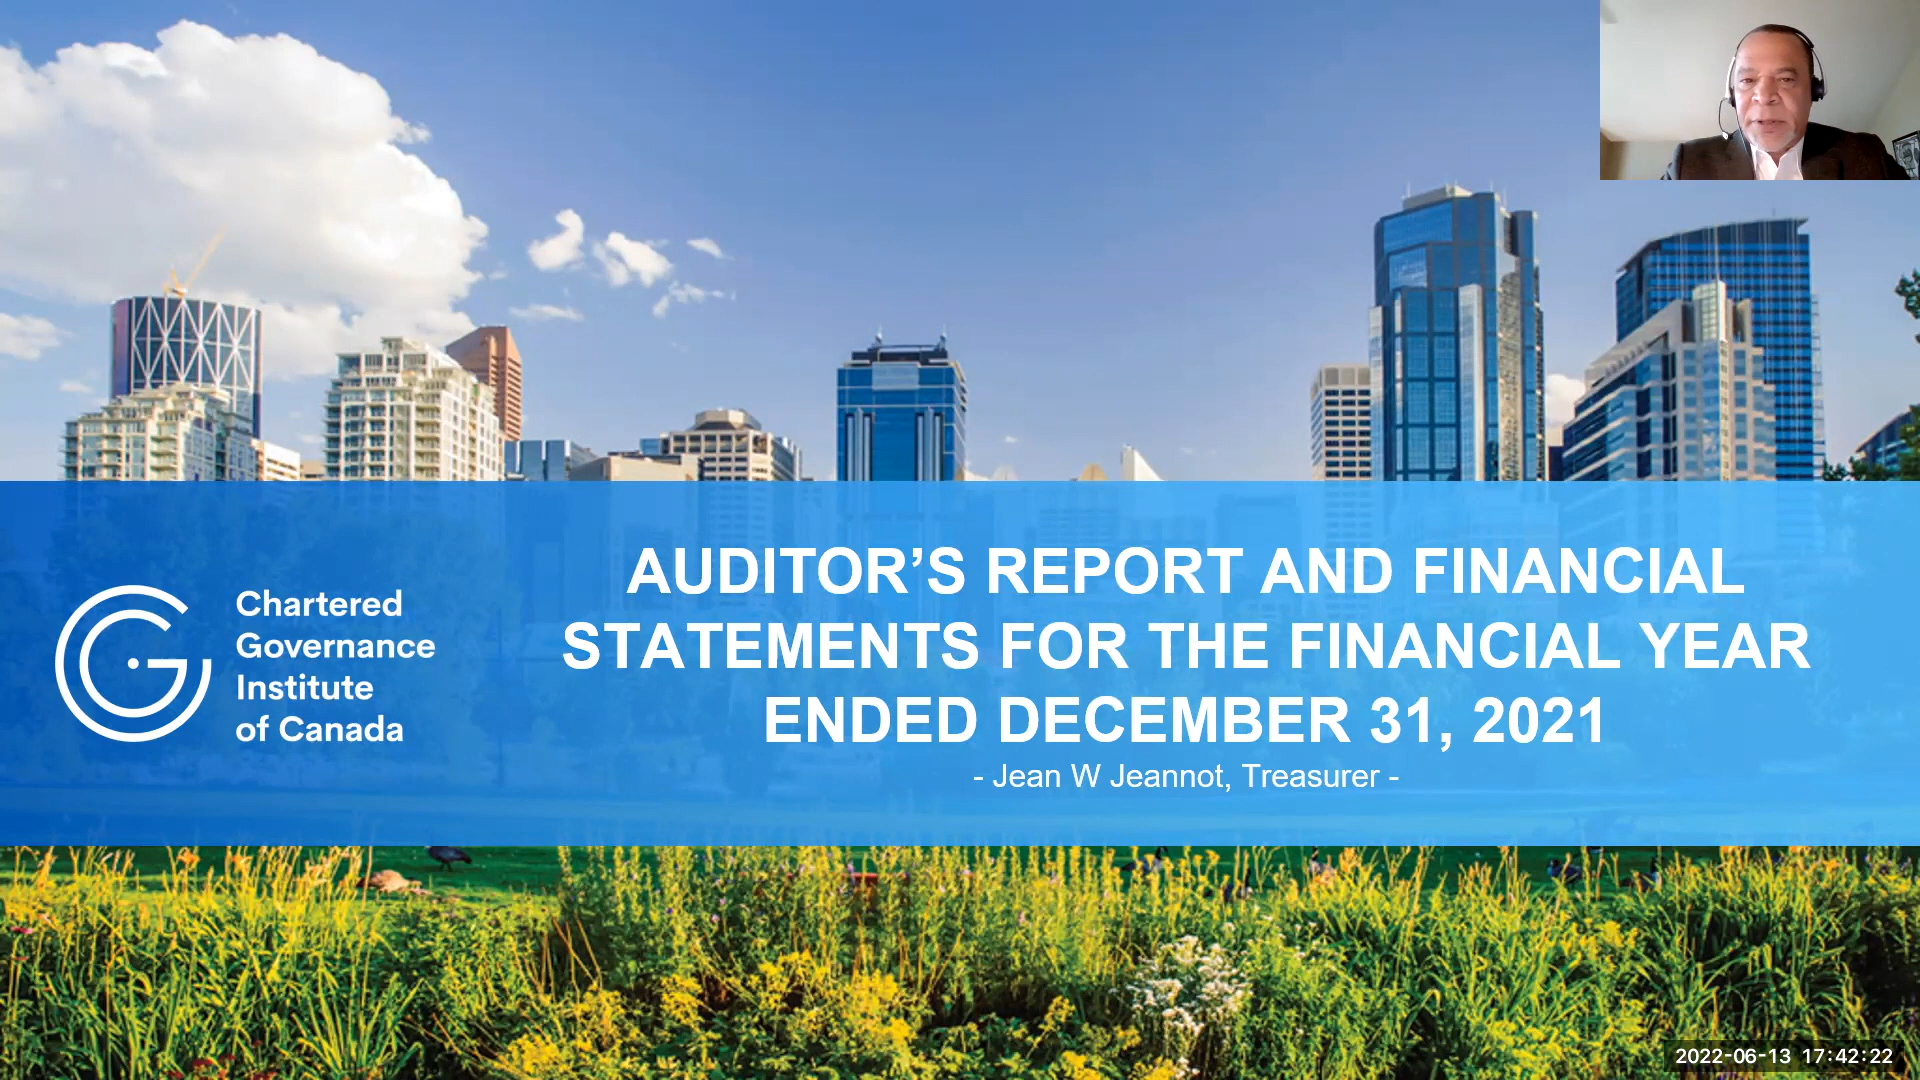 Chartered
Governance
Institute
of Canada
AUDITOR’S REPORT AND FINANCIAL
STATEMENTS FOR THE FINANCIAL YEAR
ENDED DECEMBER 31, 2021
- Jean W Jeannot, Treasurer -
2022-06-13 17:42:22